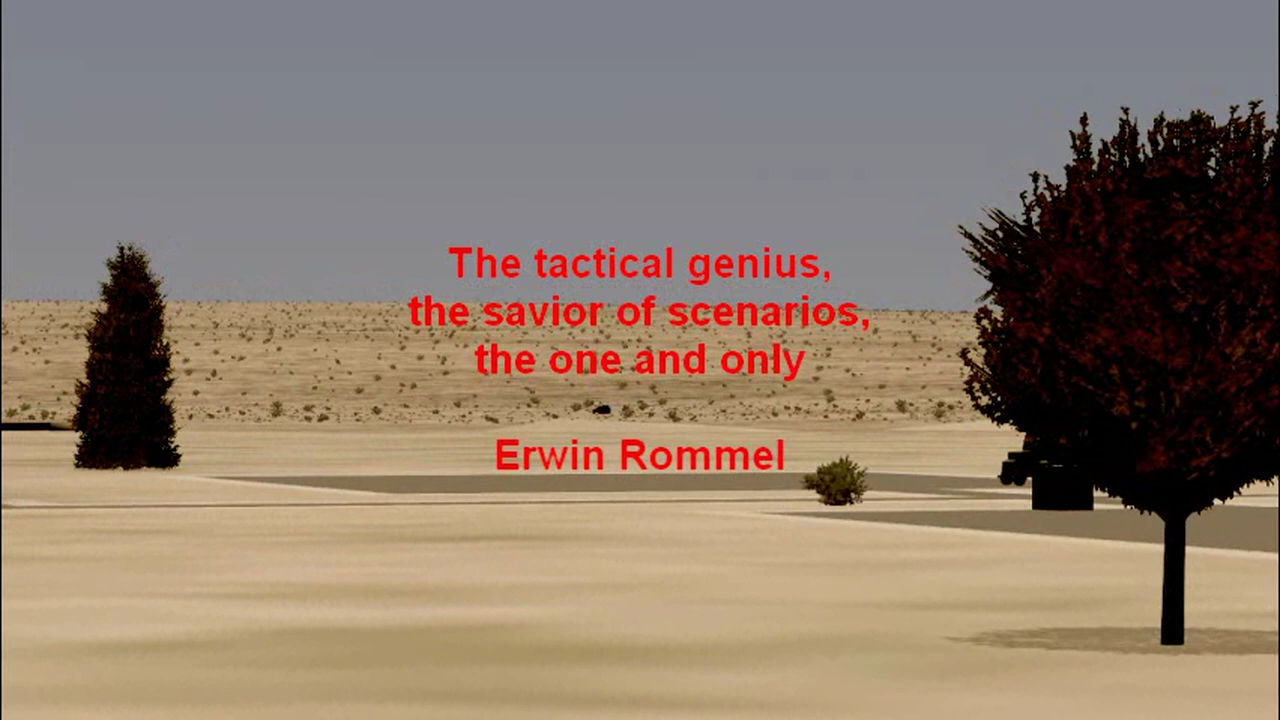 The tactical genius,
the savior of scenarios,
the one and only
Erwin Rommel